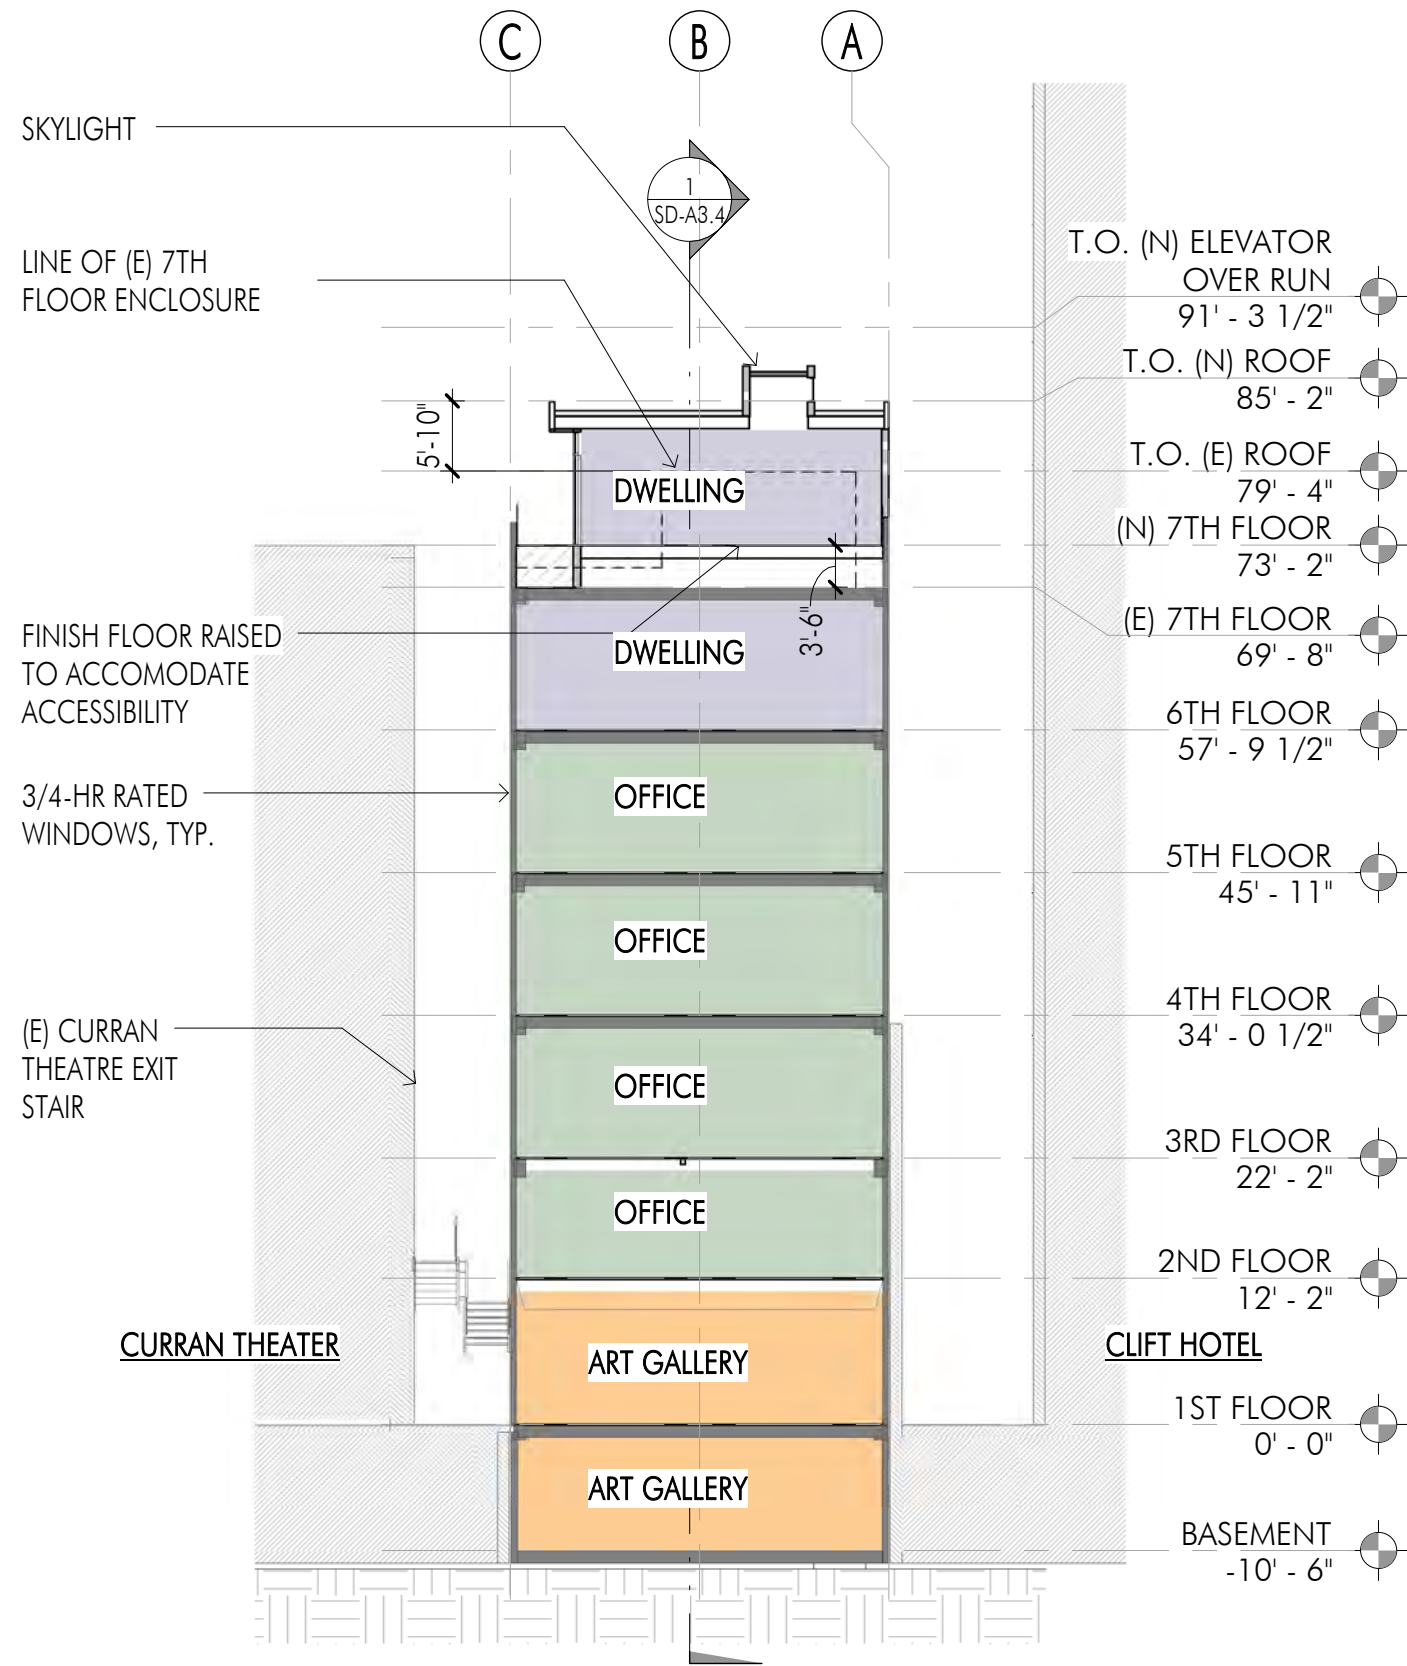 C
B
A
SKYLIGHT
1
SD-A3.4
LINE OF (E) 7TH
FLOOR ENCLOSURE
T.O. (N) ELEVATOR
OVER RUN
91' - 3 1/2"
T.O. (N) ROOF
85' - 2"
5'-10"
T.O. (E) ROOF
79' - 4"
DWELLING
(N) 7TH FLOOR
73' - 2"
3'-6"
(E) 7TH FLOOR
69' - 8"
FINISH FLOOR RAISED
TO ACCOMODATE
ACCESSIBILITY
DWELLING
6TH FLOOR
57' - 9 1/2"
3/4-HR RATED
WINDOWS, TYP.
OFFICE
5TH FLOOR
45' - 11"
OFFICE
4TH FLOOR
34' - 0 1/2"
(E) CURRAN
THEATRE EXIT
STAIR
OFFICE
3RD FLOOR
22' - 2"
OFFICE
2ND FLOOR
12' - 2"
CURRAN THEATER
ART GALLERY
CLIFT HOTEL
1ST FLOOR
0' - 0"
ART GALLERY
BASEMENT
-10' - 6"